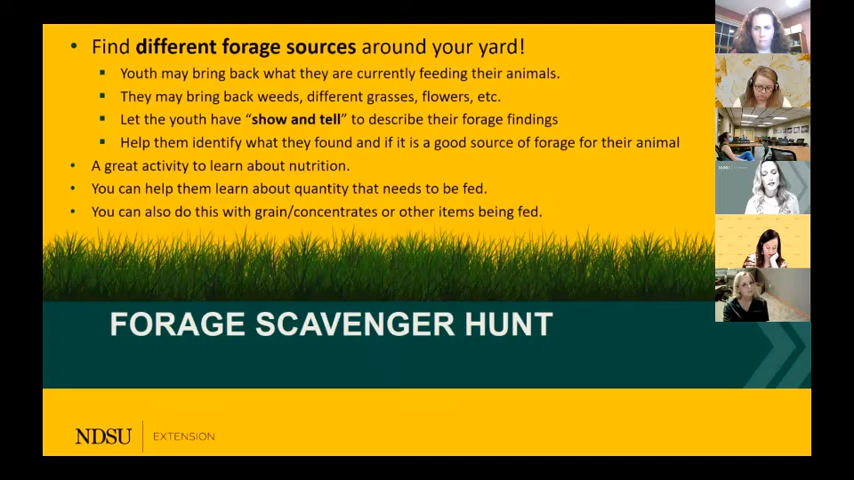 Find different forage sources around your yard!
Youth may bring back what they are currently feeding their animals.
They may bring back weeds, different grasses, flowers, etc.
Let the youth have “show and tell” to describe their forage findings
Help them identify what they found and if it is a good source of forage for their animal
A great activity to learn about nutrition.
You can help them learn about quantity that needs to be fed.
You can also do this with grain/concentrates or other items being fed.
FORAGE SCAVENGER HUNT
NDSU EXTENSION